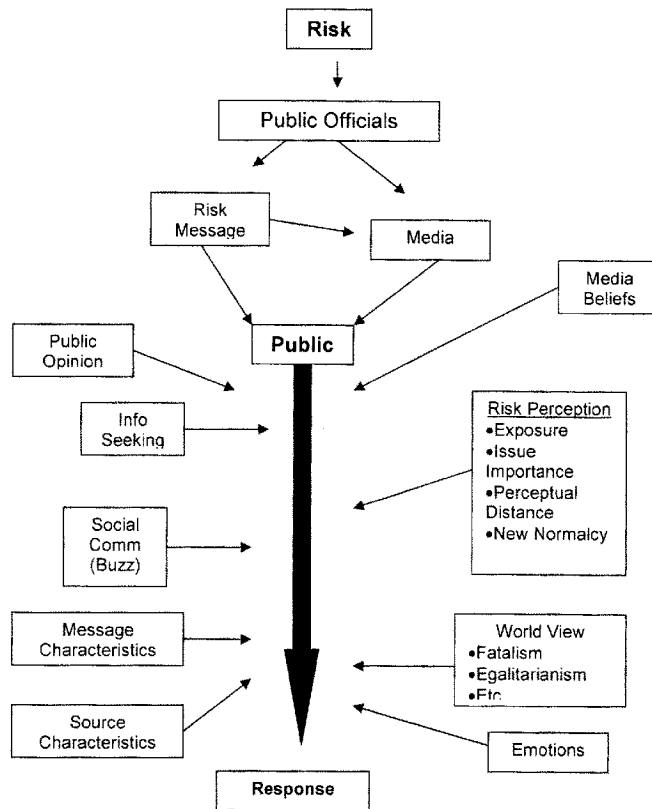 Risk
Public Officials
Risk
Message
Media
Media
Beliefs
Public
Public
Opinion
Info
Seeking
Risk Perception
•Exposure
•Issue
Importance
•Perceptual
Distance
•New Normalcy
Social
Comm
(Buzz)
Message
Characteristics
World View
•Fatalism
•Egalitarianism
•Etc
Source
Characteristics
Emotions
Response